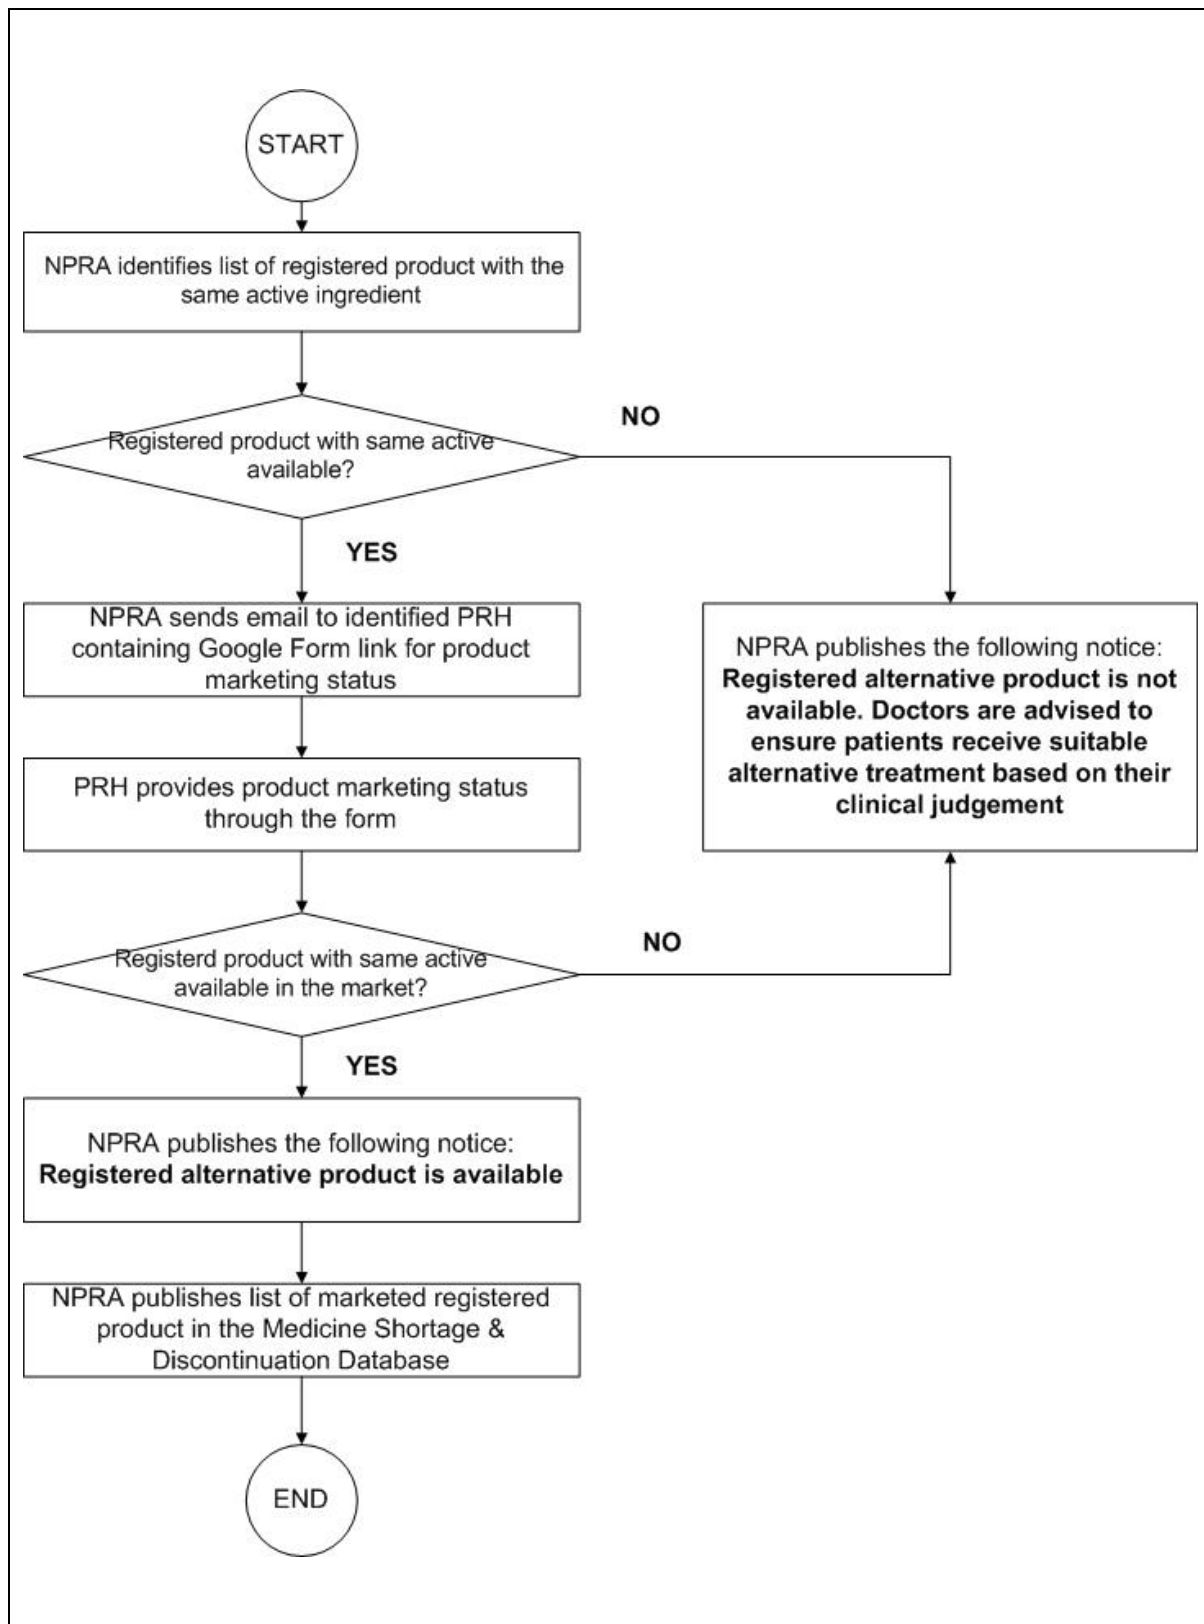 START
NPRA identifies list of registered product with the
same active ingredient
NO
Registered product with same active
available?
YES
NPRA sends email to identified PRH
containing Google Form link for product
marketing status
NPRA publishes the following notice:
Registered alternative product is not
available. Doctors are advised to
ensure patients receive suitable
alternative treatment based on their
clinical judgement
PRH provides product marketing status
through the form
NO
Registerd product with same active
available in the market?
YES
NPRA publishes the following notice:
Registered alternative product is available
NPRA publishes list of marketed registered
product in the Medicine Shortage &
Discontinuation Database
END